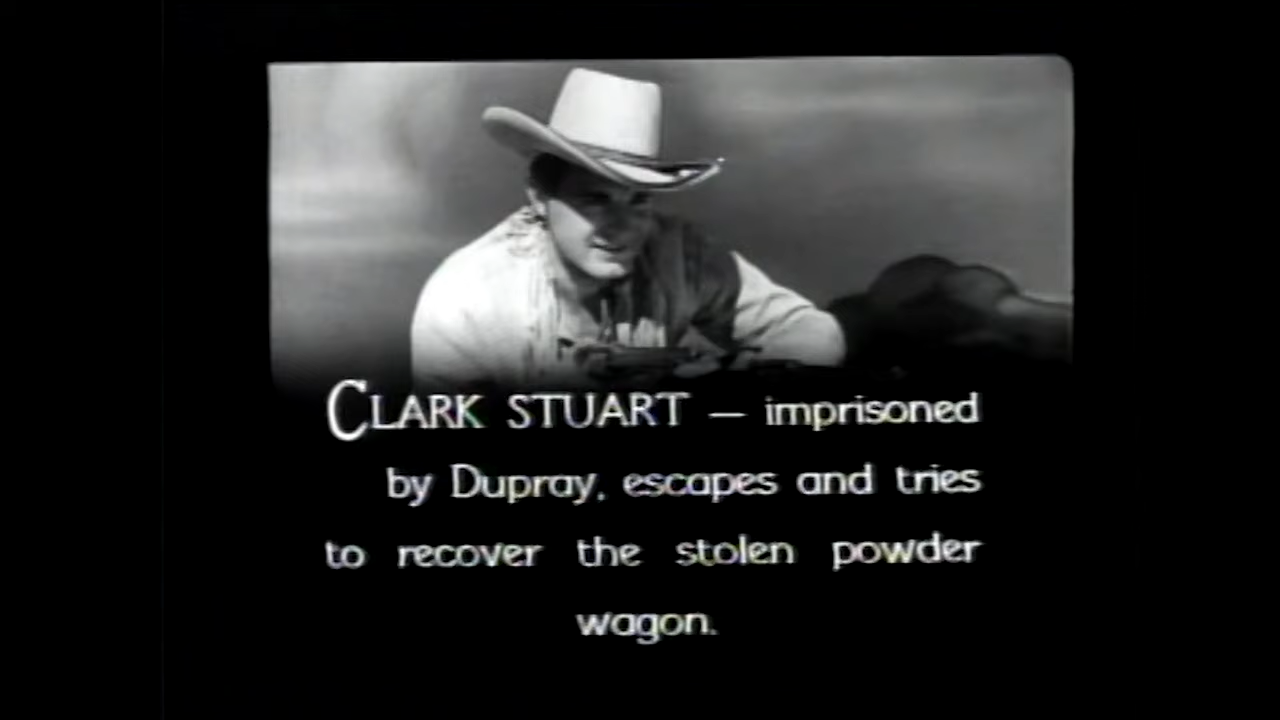 CLARK STUART — imprisoned
by Dupray, escapes and tries
to recover the stolen powder
wagon.